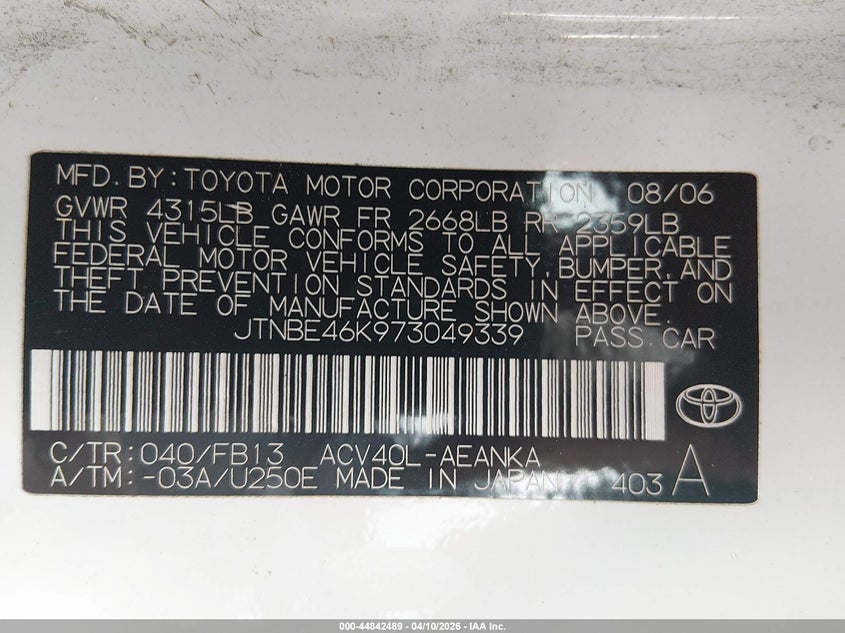 MFD.BY:TOYOTA MOTOR CORPORATION 08/06
GVWR 4315LB GAWR FR 2668LB RR 2359LB
THIS VEHICLE CONFORMS TO ALL APPLICABLE
FEDERAL MOTOR VEHICLE SAFETY,BUMPER,AND
THEFT PREVENTION STANDARDS IN EFFECT ON
THE DATE OF MANUFACTURE SHOWN ABOVE.
JTNBE46K973049339 PASS.CAR
C/TR:040/FB13 ACV40L-AEANKA
A/TM:-03A/U250E MADE IN JAPAN 403 A
000-44842489 - 04/10/2026 - IAA Inc.